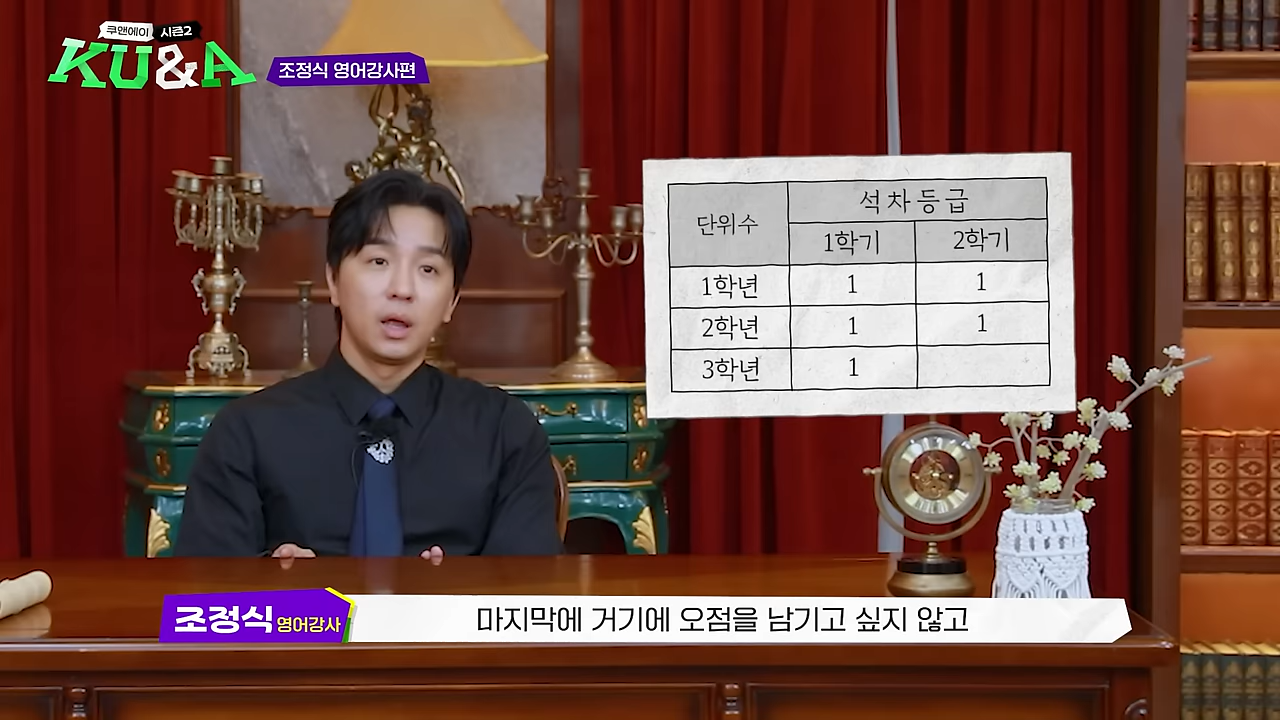 쿠앤에이 시즌2
KU&A
조정식 영어강사편
단위수 석차등급
1학기 2학기
1학년 1 1
2학년 1 1
3학년 1
조정식 영어강사
마지막에 거기에 오점을 남기고 싶지 않고